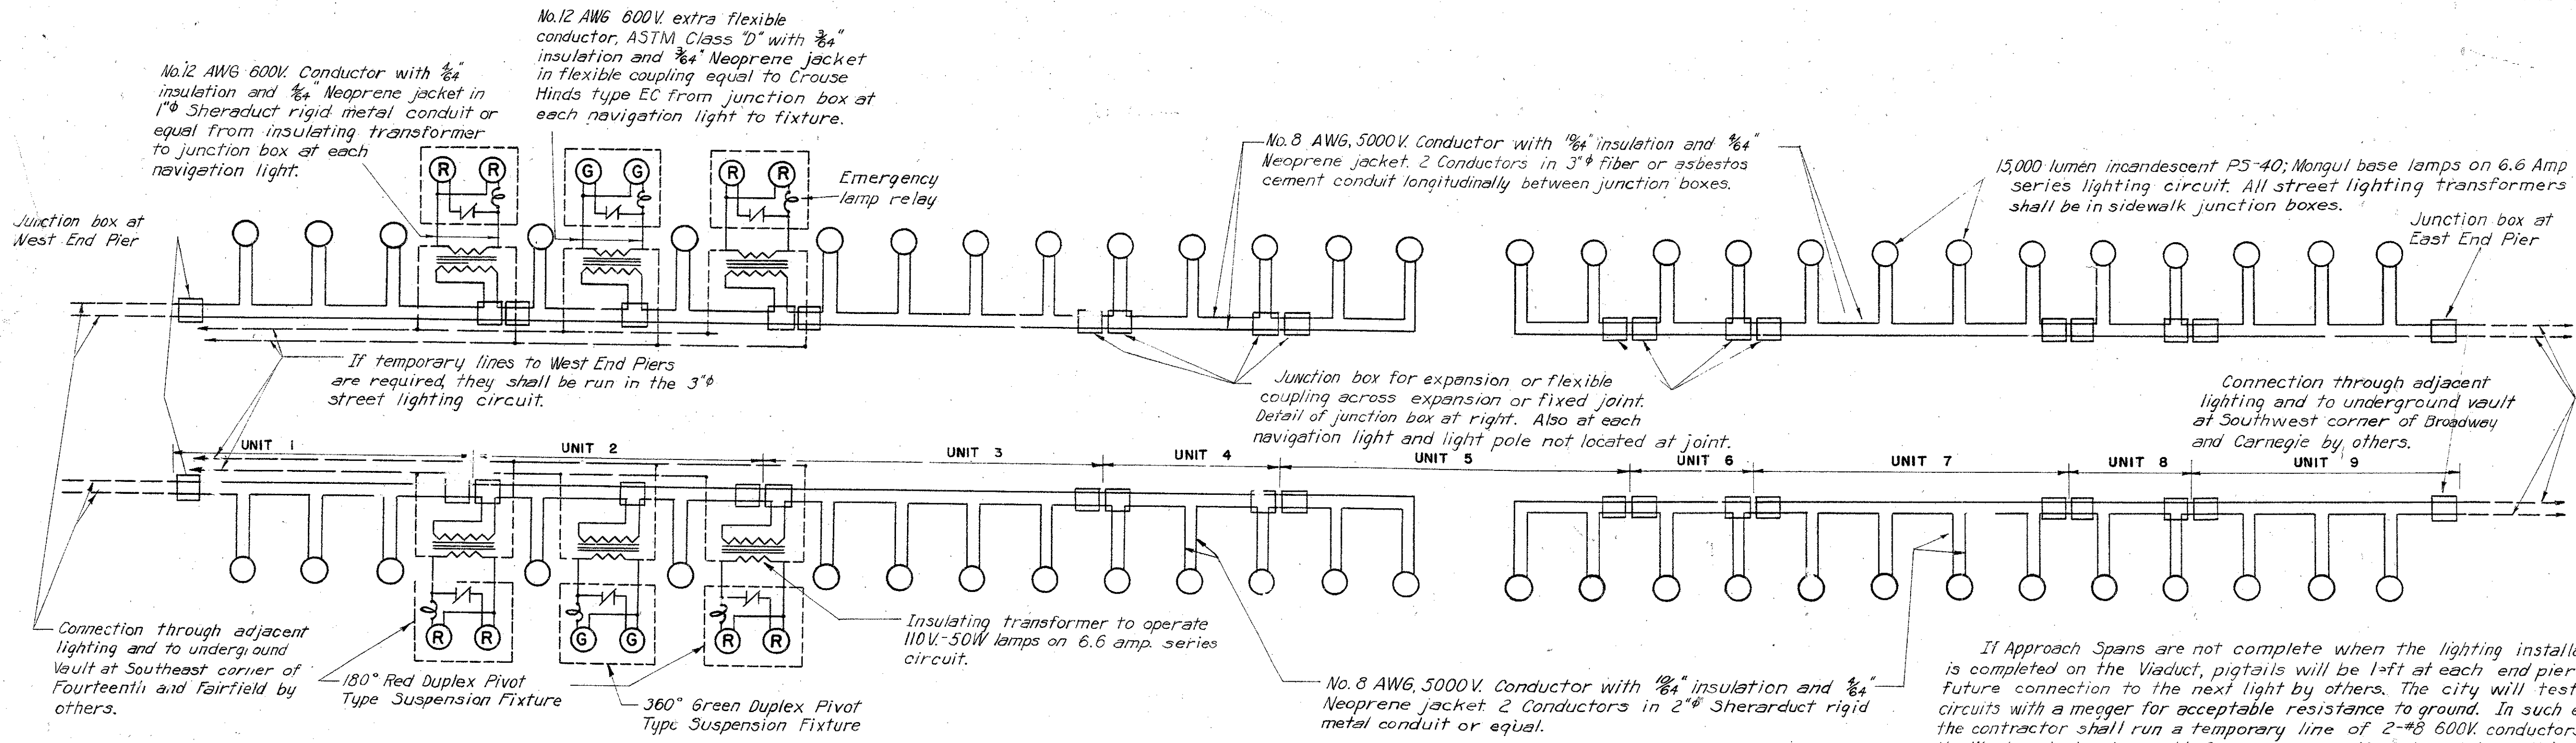 No.12 AWG 600V. extra flexible
conductor, ASTM Class "D" with 3/64"
insulation and 3/64" Neoprene jacket
in flexible coupling equal to Crouse
Hinds type EC from junction box at
each navigation light to fixture.
No.12 AWG 600V. Conductor with 4/64"
insulation and 4/64" Neoprene jacket in
1"φ Sheraduct rigid metal conduit or
equal from insulating transformer
to junction box at each
navigation light.
R R
G G
R R
Emergency
lamp relay
No. 8 AWG, 5000 V. Conductor with 10/64" insulation and 4/64"
Neoprene jacket. 2 Conductors in 3"φ fiber or asbestos
cement conduit longitudinally between junction boxes.
15,000 lumen incandescent PS-40; Mongul base lamps on 6.6 Amp
series lighting circuit. All street lighting transformers
shall be in sidewalk junction boxes.
Junction box at
West End Pier
Junction box at
East End Pier
If temporary lines to West End Piers
are required, they shall be run in the 3"φ
street lighting circuit.
Junction box for expansion or flexible
coupling across expansion or fixed joint.
Detail of junction box at right. Also at each
navigation light and light pole not located at joint.
Connection through adjacent
lighting and to underground vault
at Southwest corner of Broadway
and Carnegie by others.
UNIT 1
UNIT 2
UNIT 3
UNIT 4
UNIT 5
UNIT 6
UNIT 7
UNIT 8
UNIT 9
R R
G G
R R
Connection through adjacent
lighting and to underground
Vault at Southeast corner of
Fourteenth and Fairfield by
others.
180° Red Duplex Pivot
Type Suspension Fixture
360° Green Duplex Pivot
Type Suspension Fixture
Insulating transformer to operate
110V.-50W lamps on 6.6 amp. series
circuit.
No. 8 AWG, 5000 V. Conductor with 10/64" insulation and 4/64"
Neoprene jacket. 2 Conductors in 2"φ Sherarduct rigid
metal conduit or equal.
If Approach Spans are not complete when the lighting installa
is completed on the Viaduct, pigtails will be left at each end pier
future connection to the next light by others. The city will test
circuits with a megger for acceptable resistance to ground. In such e
the contractor shall run a temporary line of 2-#8 600V. conductor